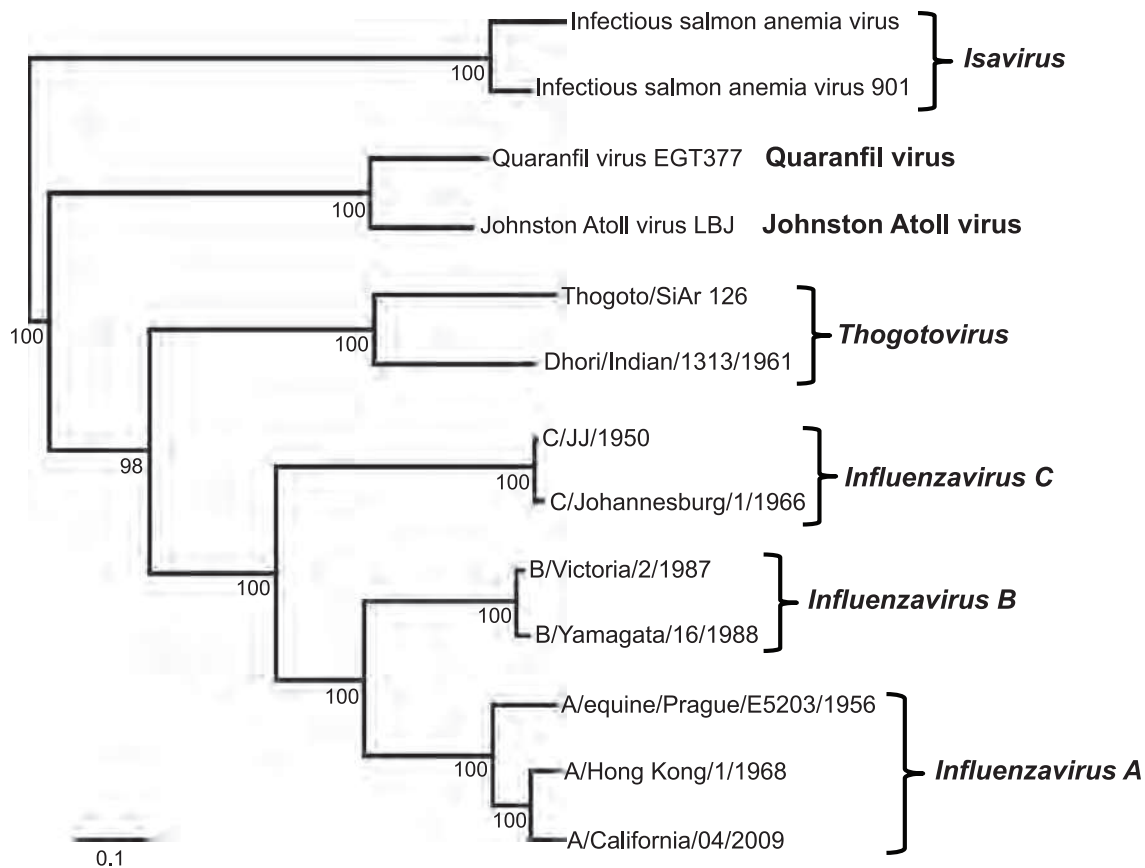 Infectious salmon anemia virus
Isavirus
100
Infectious salmon anemia virus 901
Quaranfil virus EGT377 Quaranfil virus
100
Johnston Atoll virus LBJ Johnston Atoll virus
Thogoto/SiAr 126
100
100
Thogotovirus
Dhori/Indian/1313/1961
C/JJ/1950
98
100
Influenzavirus C
C/Johannesburg/1/1966
B/Victoria/2/1987
100
100
Influenzavirus B
B/Yamagata/16/1988
100
A/equine/Prague/E5203/1956
100
A/Hong Kong/1/1968
Influenzavirus A
100
A/California/04/2009
0.1